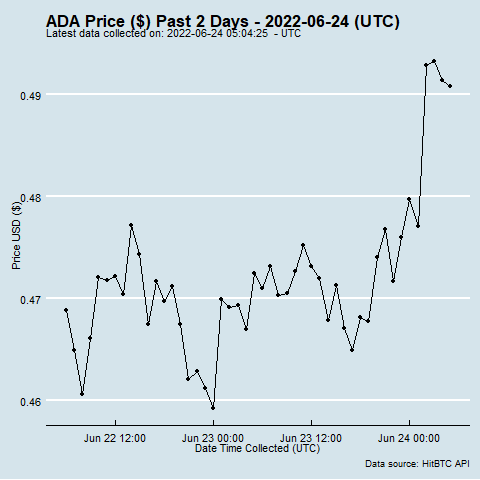 ADA Price ($) Past 2 Days - 2022-06-24 (UTC)
Latest data collected on: 2022-06-24 05:04:25  - UTC
0.49
0.48
0.47
0.46
Price USD ($)
Jun 22 12:00
Jun 23 00:00
Jun 23 12:00
Jun 24 00:00
Date Time Collected (UTC)
Data source: HitBTC API